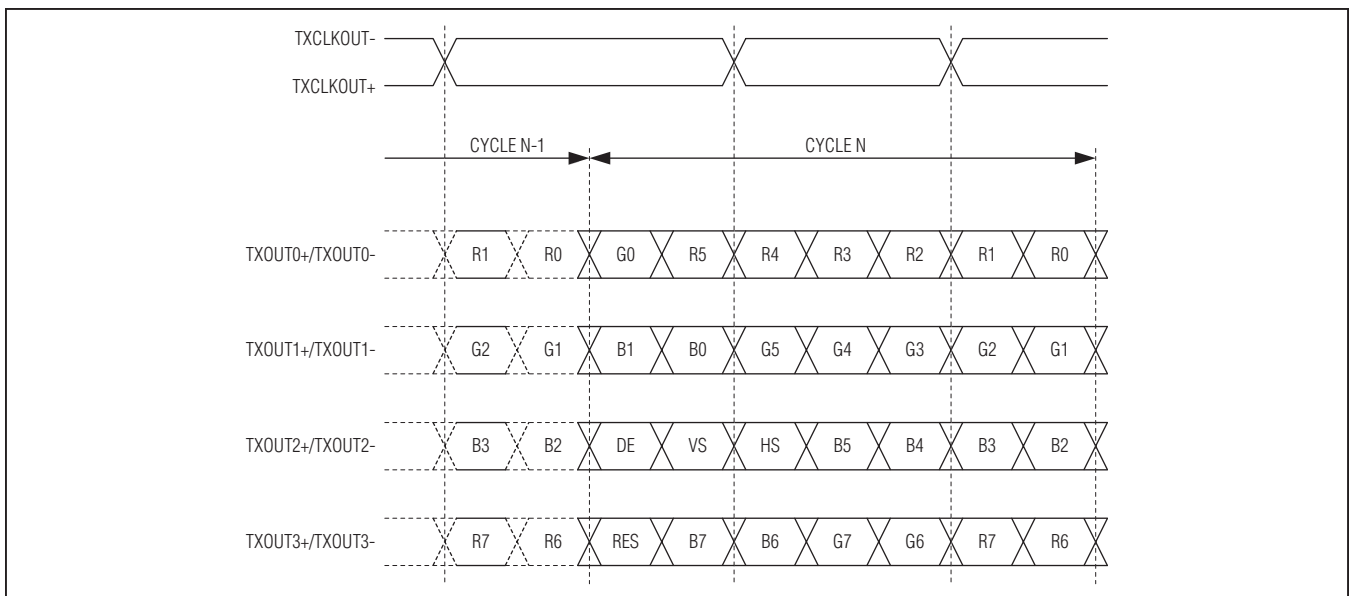 TXCLKOUT-
TXCLKOUT+
CYCLE N-1 CYCLE N
TXOUT0+/TXOUT0- R1 R0 G0 R5 R4 R3 R2 R1 R0
TXOUT1+/TXOUT1- G2 G1 B1 B0 G5 G4 G3 G2 G1
TXOUT2+/TXOUT2- B3 B2 DE VS HS B5 B4 B3 B2
TXOUT3+/TXOUT3- R7 R6 RES B7 B6 G7 G6 R7 R6